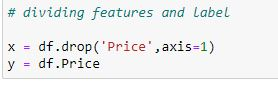 # dividing features and label
x = df.drop('Price',axis=1)
y = df.Price